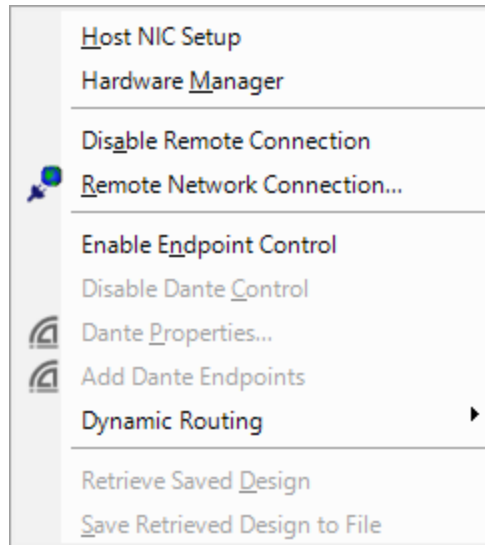 Host NIC Setup
Hardware Manager
Disable Remote Connection
Remote Network Connection...
Enable Endpoint Control
Disable Dante Control
Dante Properties...
Add Dante Endpoints
Dynamic Routing
Retrieve Saved Design
Save Retrieved Design to File